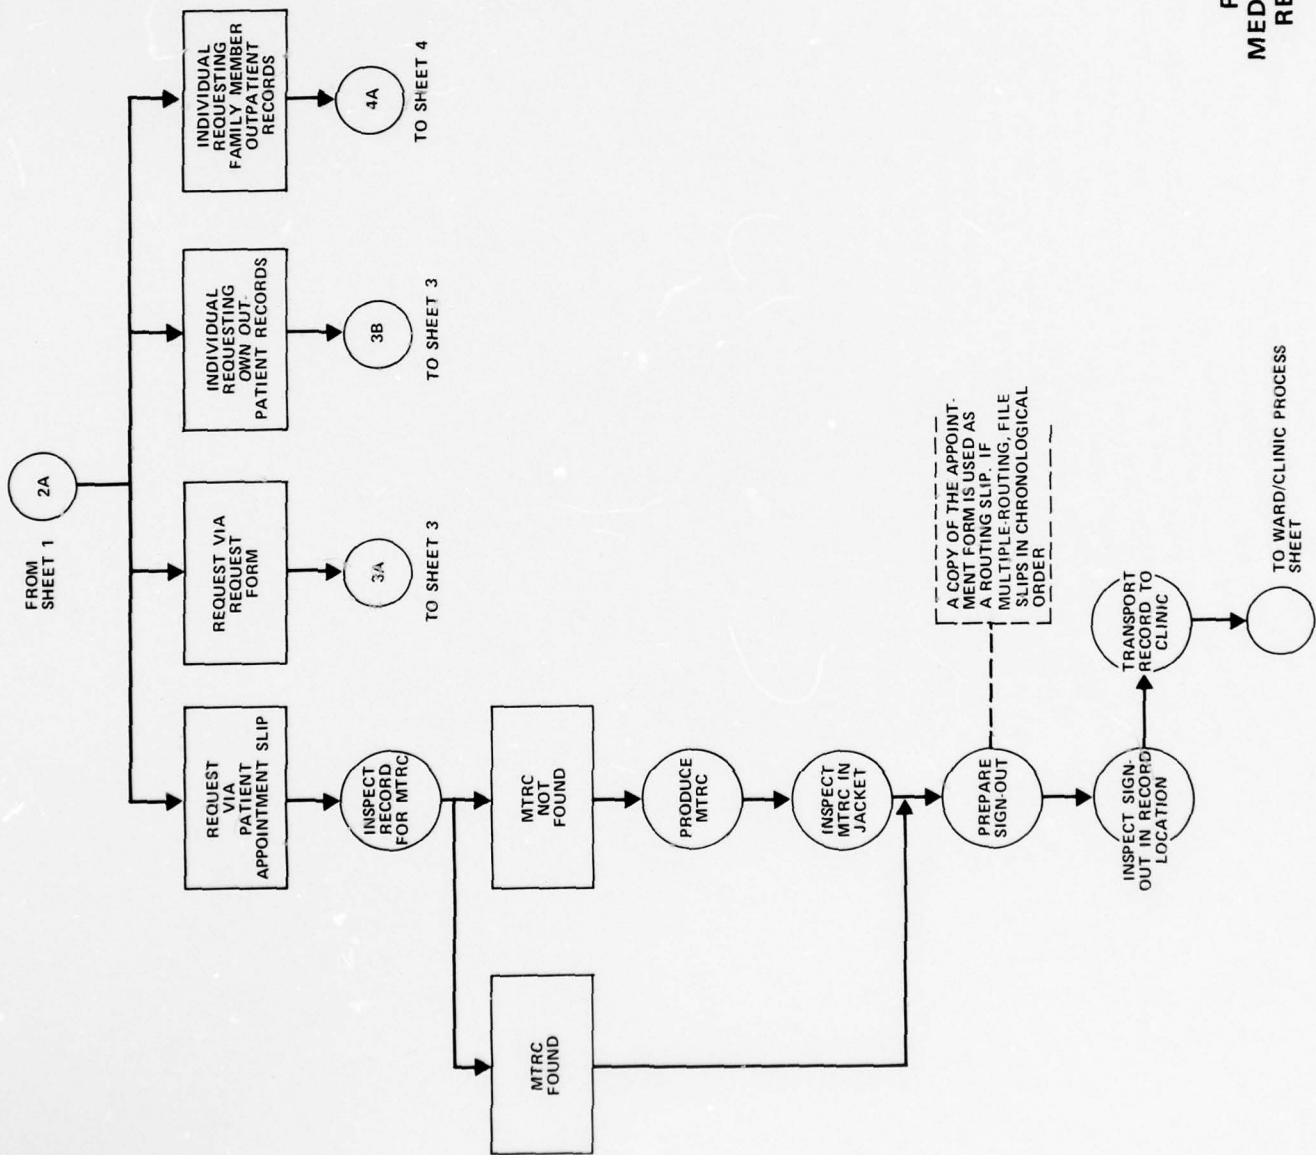 FROM
SHEET 1
2A
REQUEST
VIA
PATIENT
APPOINTMENT SLIP
REQUEST VIA
REQUEST
FORM
INDIVIDUAL
REQUESTING
OWN OUT-
PATIENT RECORDS
INDIVIDUAL
REQUESTING
FAMILY MEMBER
OUTPATIENT
RECORDS
3A
TO SHEET 3
3B
TO SHEET 3
4A
TO SHEET 4
INSPECT
RECORD
FOR MTRC
MTRC
FOUND
MTRC
NOT
FOUND
PRODUCE
MTRC
INSPECT
MTRC IN
JACKET
PREPARE
SIGN-OUT
A COPY OF THE APPOINT-
MENT FORM IS USED AS
A ROUTING SLIP. IF
MULTIPLE-ROUTING, FILE
SLIPS IN CHRONOLOGICAL
ORDER
INSPECT SIGN-
OUT IN RECORD
LOCATION
TRANSPORT
RECORD TO
CLINIC
TO WARD/CLINIC PROCESS
SHEET
MED
RE